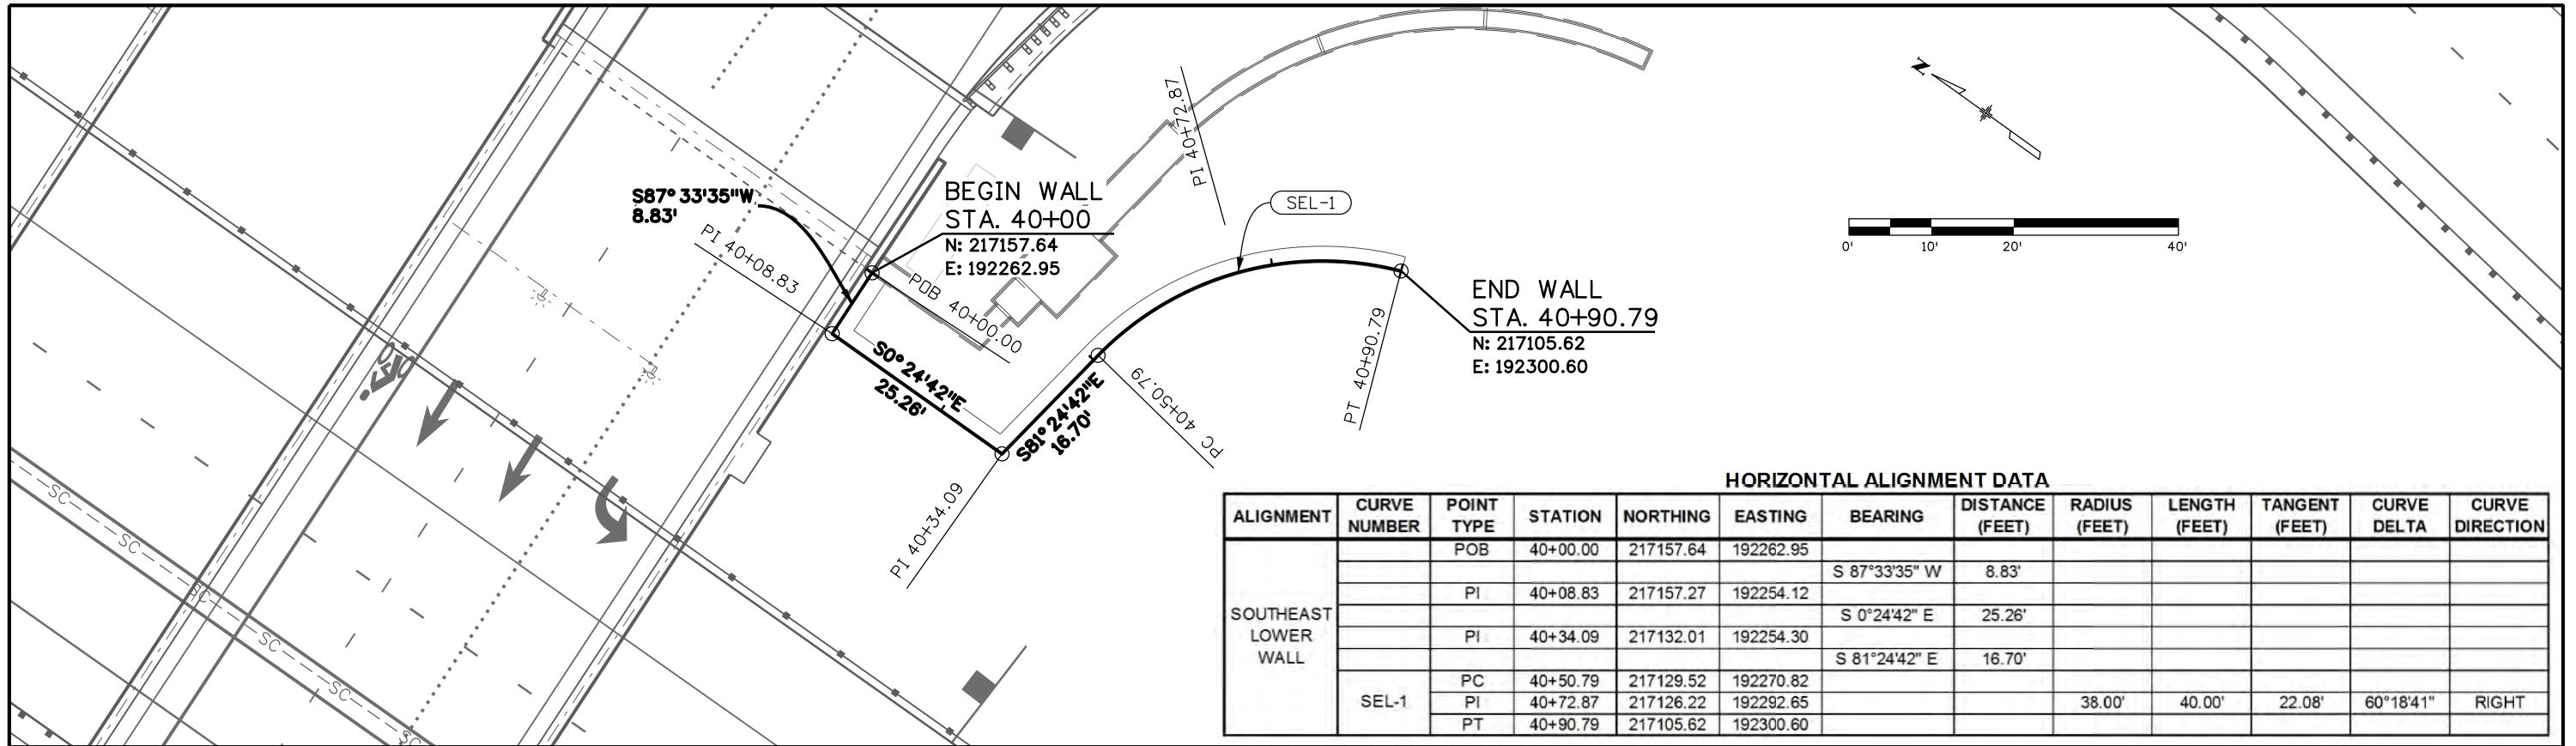 S87° 33'35"W
8.83'
PI 40+08.83
BEGIN WALL
STA. 40+00
N: 217157.64
E: 192262.95
POB 40+00.00
PI 40+72.87
SEL-1
N
0' 10' 20' 40'
END WALL
STA. 40+90.79
N: 217105.62
E: 192300.60
S0° 24'42"E
25.26'
S81° 24'42"E
16.70'
PC 40+50.79
PT 40+90.79
PI 40+34.09
SC
SC
SC
SC
SC
SC
HORIZONTAL ALIGNMENT DATA
ALIGNMENT CURVE NUMBER POINT TYPE STATION NORTHING EASTING BEARING DISTANCE (FEET) RADIUS (FEET) LENGTH (FEET) TANGENT (FEET) CURVE DELTA CURVE DIRECTION
SOUTHEAST
LOWER
WALL
POB 40+00.00 217157.64 192262.95
S 87°33'35" W 8.83'
PI 40+08.83 217157.27 192254.12
S 0°24'42" E 25.26'
PI 40+34.09 217132.01 192254.30
S 81°24'42" E 16.70'
PC 40+50.79 217129.52 192270.82
SEL-1 PI 40+72.87 217126.22 192292.65 38.00' 40.00' 22.08' 60°18'41" RIGHT
PT 40+90.79 217105.62 192300.60